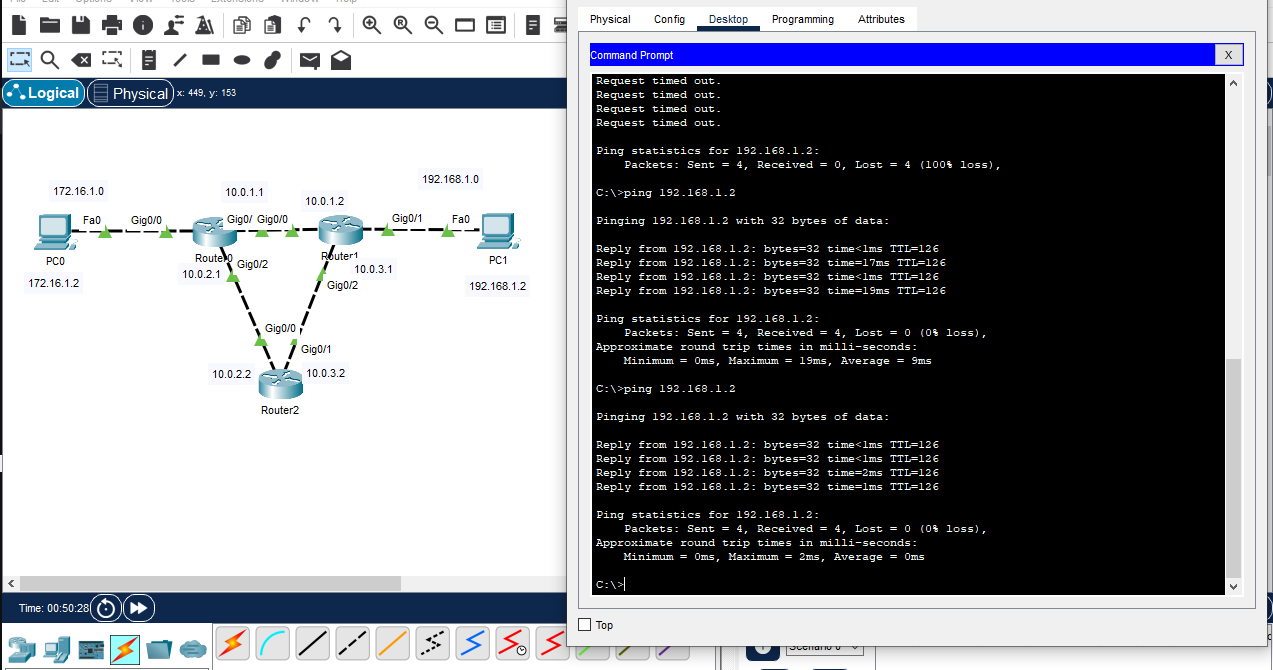 Physical
Config
Desktop
Programming
Attributes
Command Prompt
X
Logical
Physical
x: 449, y: 153
172.16.1.0
10.0.1.1
10.0.1.2
192.168.1.0
Fa0
Gig0/0
Gig0/
Gig0/0
Gig0/1
Fa0
PC0
Router0
Router1
PC1
Gig0/2
10.0.2.1
10.0.3.1
172.16.1.2
Gig0/2
192.168.1.2
Gig0/0
Gig0/1
10.0.2.2
10.0.3.2
Router2
Request timed out.
Request timed out.
Request timed out.
Request timed out.
Ping statistics for 192.168.1.2:
Packets: Sent = 4, Received = 0, Lost = 4 (100% loss),
C:\>ping 192.168.1.2
Pinging 192.168.1.2 with 32 bytes of data:
Reply from 192.168.1.2: bytes=32 time<1ms TTL=126
Reply from 192.168.1.2: bytes=32 time=17ms TTL=126
Reply from 192.168.1.2: bytes=32 time<1ms TTL=126
Reply from 192.168.1.2: bytes=32 time=19ms TTL=126
Ping statistics for 192.168.1.2:
Packets: Sent = 4, Received = 4, Lost = 0 (0% loss),
Approximate round trip times in milli-seconds:
Minimum = 0ms, Maximum = 19ms, Average = 9ms
C:\>ping 192.168.1.2
Pinging 192.168.1.2 with 32 bytes of data:
Reply from 192.168.1.2: bytes=32 time<1ms TTL=126
Reply from 192.168.1.2: bytes=32 time<1ms TTL=126
Reply from 192.168.1.2: bytes=32 time=2ms TTL=126
Reply from 192.168.1.2: bytes=32 time=1ms TTL=126
Ping statistics for 192.168.1.2:
Packets: Sent = 4, Received = 4, Lost = 0 (0% loss),
Approximate round trip times in milli-seconds:
Minimum = 0ms, Maximum = 2ms, Average = 0ms
C:\>
Time: 00:50:28
Top
Scenario 0